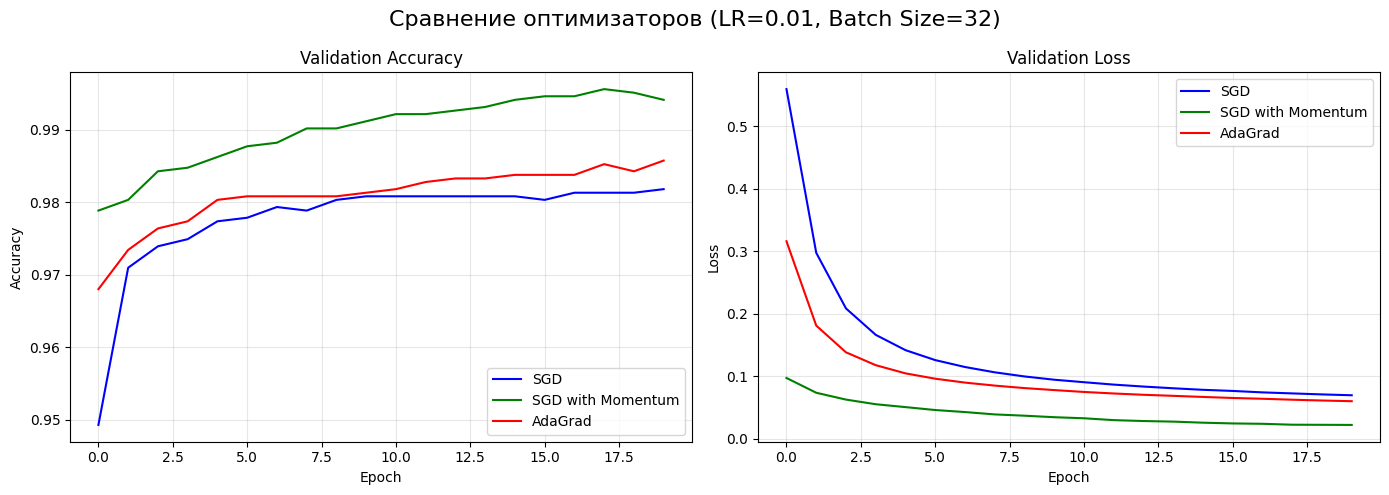 Сравнение оптимизаторов (LR=0.01, Batch Size=32)
Validation Accuracy
Accuracy
0.99
0.98
0.97
0.96
0.95
0.0 2.5 5.0 7.5 10.0 12.5 15.0 17.5
Epoch
SGD
SGD with Momentum
AdaGrad
Validation Loss
Loss
0.5
0.4
0.3
0.2
0.1
0.0
0.0 2.5 5.0 7.5 10.0 12.5 15.0 17.5
Epoch
SGD
SGD with Momentum
AdaGrad